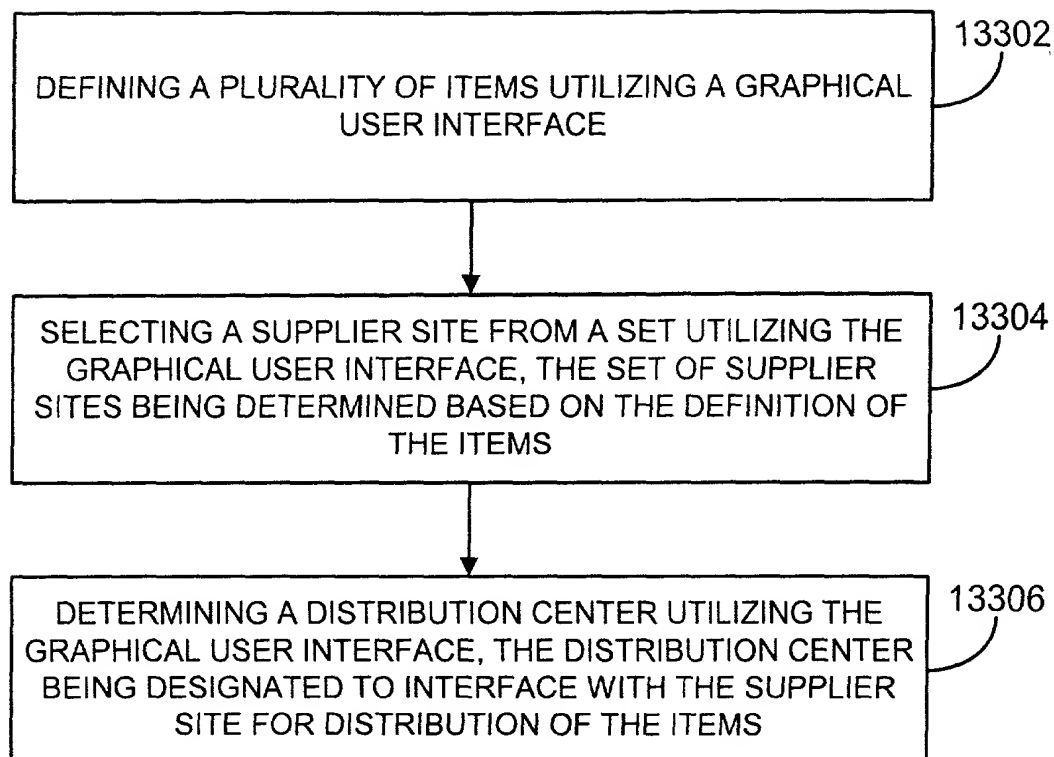 13302
DEFINING A PLURALITY OF ITEMS UTILIZING A GRAPHICAL
USER INTERFACE
13304
SELECTING A SUPPLIER SITE FROM A SET UTILIZING THE
GRAPHICAL USER INTERFACE, THE SET OF SUPPLIER
SITES BEING DETERMINED BASED ON THE DEFINITION OF
THE ITEMS
13306
DETERMINING A DISTRIBUTION CENTER UTILIZING THE
GRAPHICAL USER INTERFACE, THE DISTRIBUTION CENTER
BEING DESIGNATED TO INTERFACE WITH THE SUPPLIER
SITE FOR DISTRIBUTION OF THE ITEMS